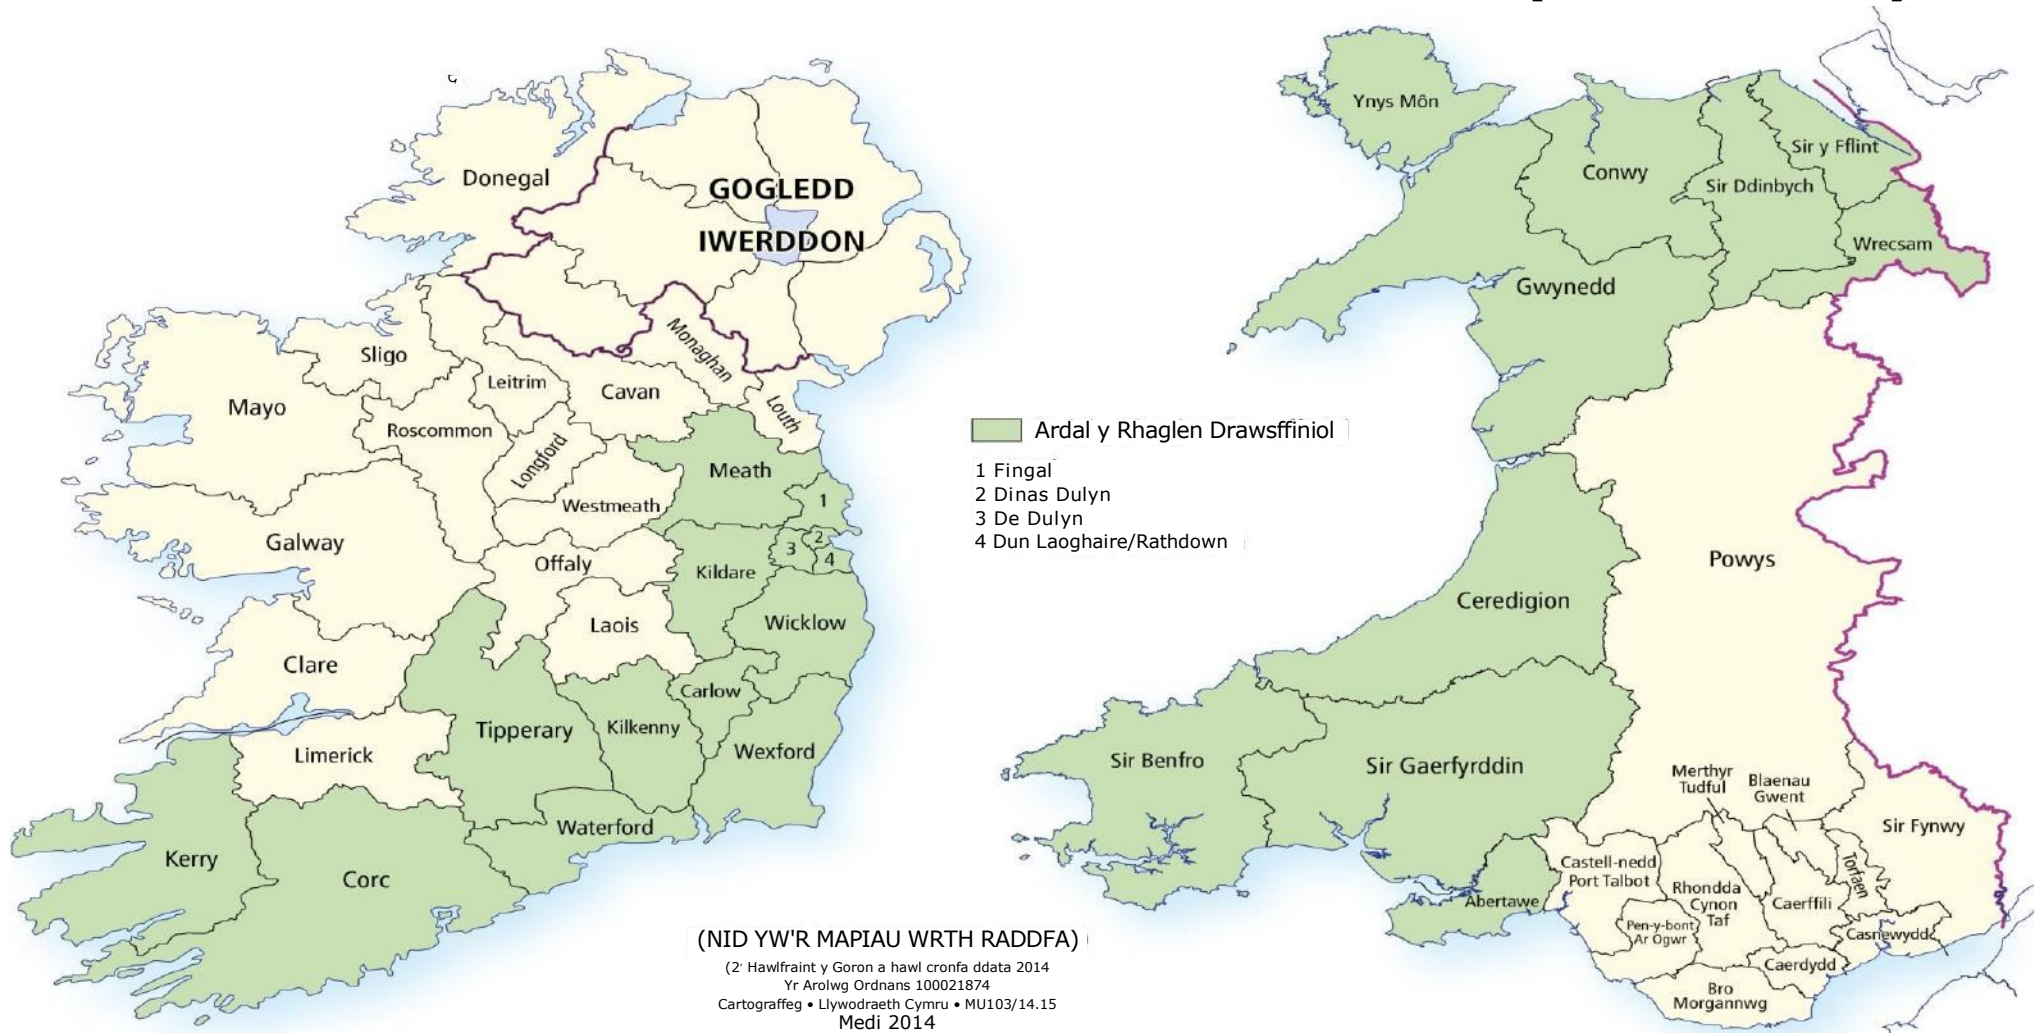 Donegal
GOGLEDD
IWERDDON
Monaghan
Sligo
Leitrim
Cavan
Louth
Mayo
Roscommon
Longford
Meath
Westmeath
1
Galway
Offaly
Kildare
3
2
4
Laois
Wicklow
Clare
Carlow
Tipperary
Kilkenny
Limerick
Wexford
Waterford
Kerry
Corc
Ardal y Rhaglen Drawsffiniol
1 Fingal
2 Dinas Dulyn
3 De Dulyn
4 Dun Laoghaire/Rathdown
(NID YW'R MAPIAU WRTH RADDFA)
(2 Hawlfraint y Goron a hawl cronfa ddata 2014
Yr Arolwg Ordnans 100021874
Cartograffeg • Llywodraeth Cymru • MU103/14.15
Medi 2014
Ynys Môn
Conwy
Sir y Fflint
Sir Ddinbych
Wrecsam
Gwynedd
Powys
Ceredigion
Sir Benfro
Sir Gaerfyrddin
Merthyr
Tudful
Blaenau
Gwent
Sir Fynwy
Castell-nedd
Port Talbot
Torfaen
Abertawe
Rhondda
Cynon
Taf
Caerffili
Pen-y-bont
Ar Ogwr
Casnewydd
Caerdydd
Bro
Morgannwg